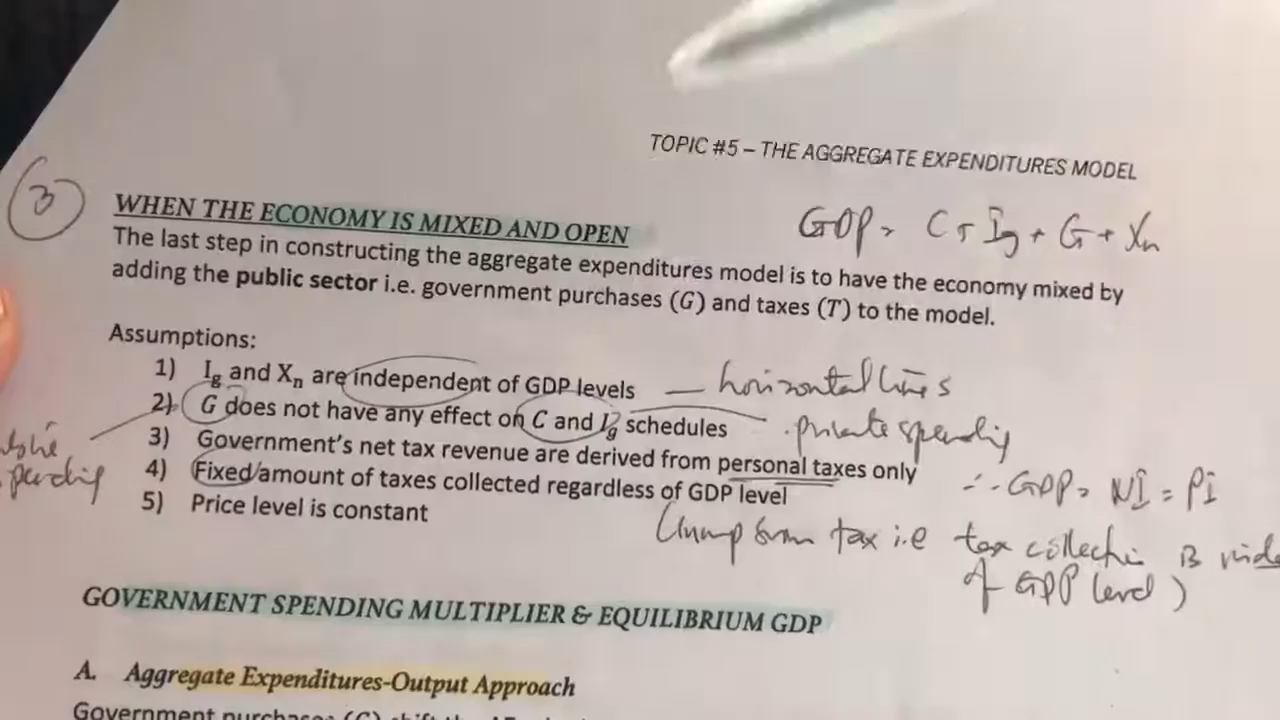 TOPIC #5 – THE AGGREGATE EXPENDITURES MODEL
3
WHEN THE ECONOMY IS MIXED AND OPEN
GDP = C + Ig + G + Xn
The last step in constructing the aggregate expenditures model is to have the economy mixed by
adding the public sector i.e. government purchases (G) and taxes (T) to the model.
Assumptions:
1) Ig and Xn are independent of GDP levels — horizontal lines
2) G does not have any effect on C and Ig schedules private spending
3) Government's net tax revenue are derived from personal taxes only
∴ GDP = NI = PI
4) Fixed amount of taxes collected regardless of GDP level
5) Price level is constant
(lump sum tax i.e tax collection is
of GDP level)
GOVERNMENT SPENDING MULTIPLIER & EQUILIBRIUM GDP
A. Aggregate Expenditures-Output Approach
Government purchases (G) shift the